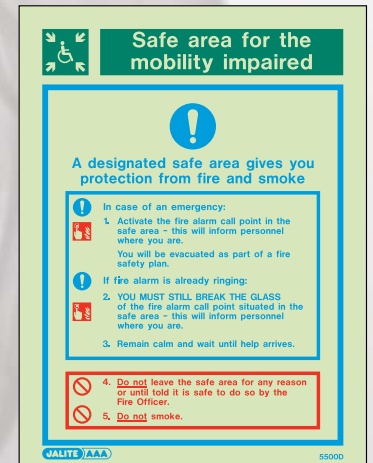 Safe area for the
mobility impaired
A designated safe area gives you
protection from fire and smoke
In case of an emergency:
1. Activate the fire alarm call point in the
safe area – this will inform personnel
where you are.
You will be evacuated as part of a fire
safety plan.
If fire alarm is already ringing:
2. YOU MUST STILL BREAK THE GLASS
of the fire alarm call point situated in the
safe area – this will inform personnel
where you are.
3. Remain calm and wait until help arrives.
4. Do not leave the safe area for any reason
or until told it is safe to do so by the
Fire Officer.
5. Do not smoke.
JALITE AAA
5500D